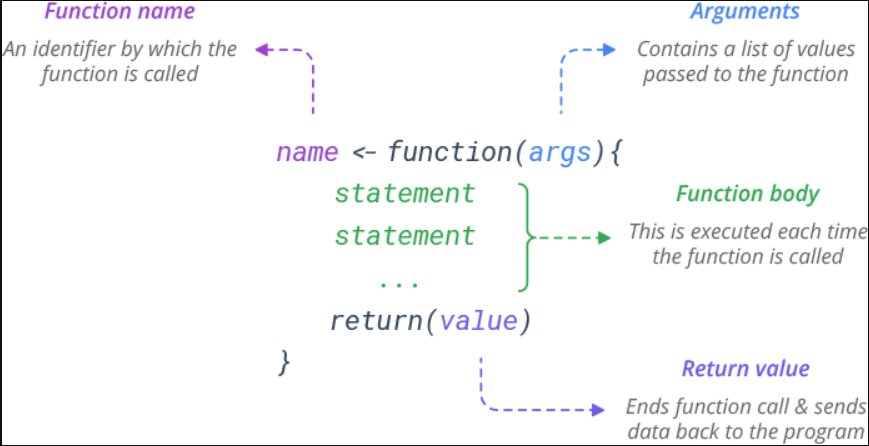 Function name
An identifier by which the
function is called
Arguments
Contains a list of values
passed to the function
name <- function(args){
statement
statement
...
return(value)
}
Function body
This is executed each time
the function is called
Return value
Ends function call & sends
data back to the program